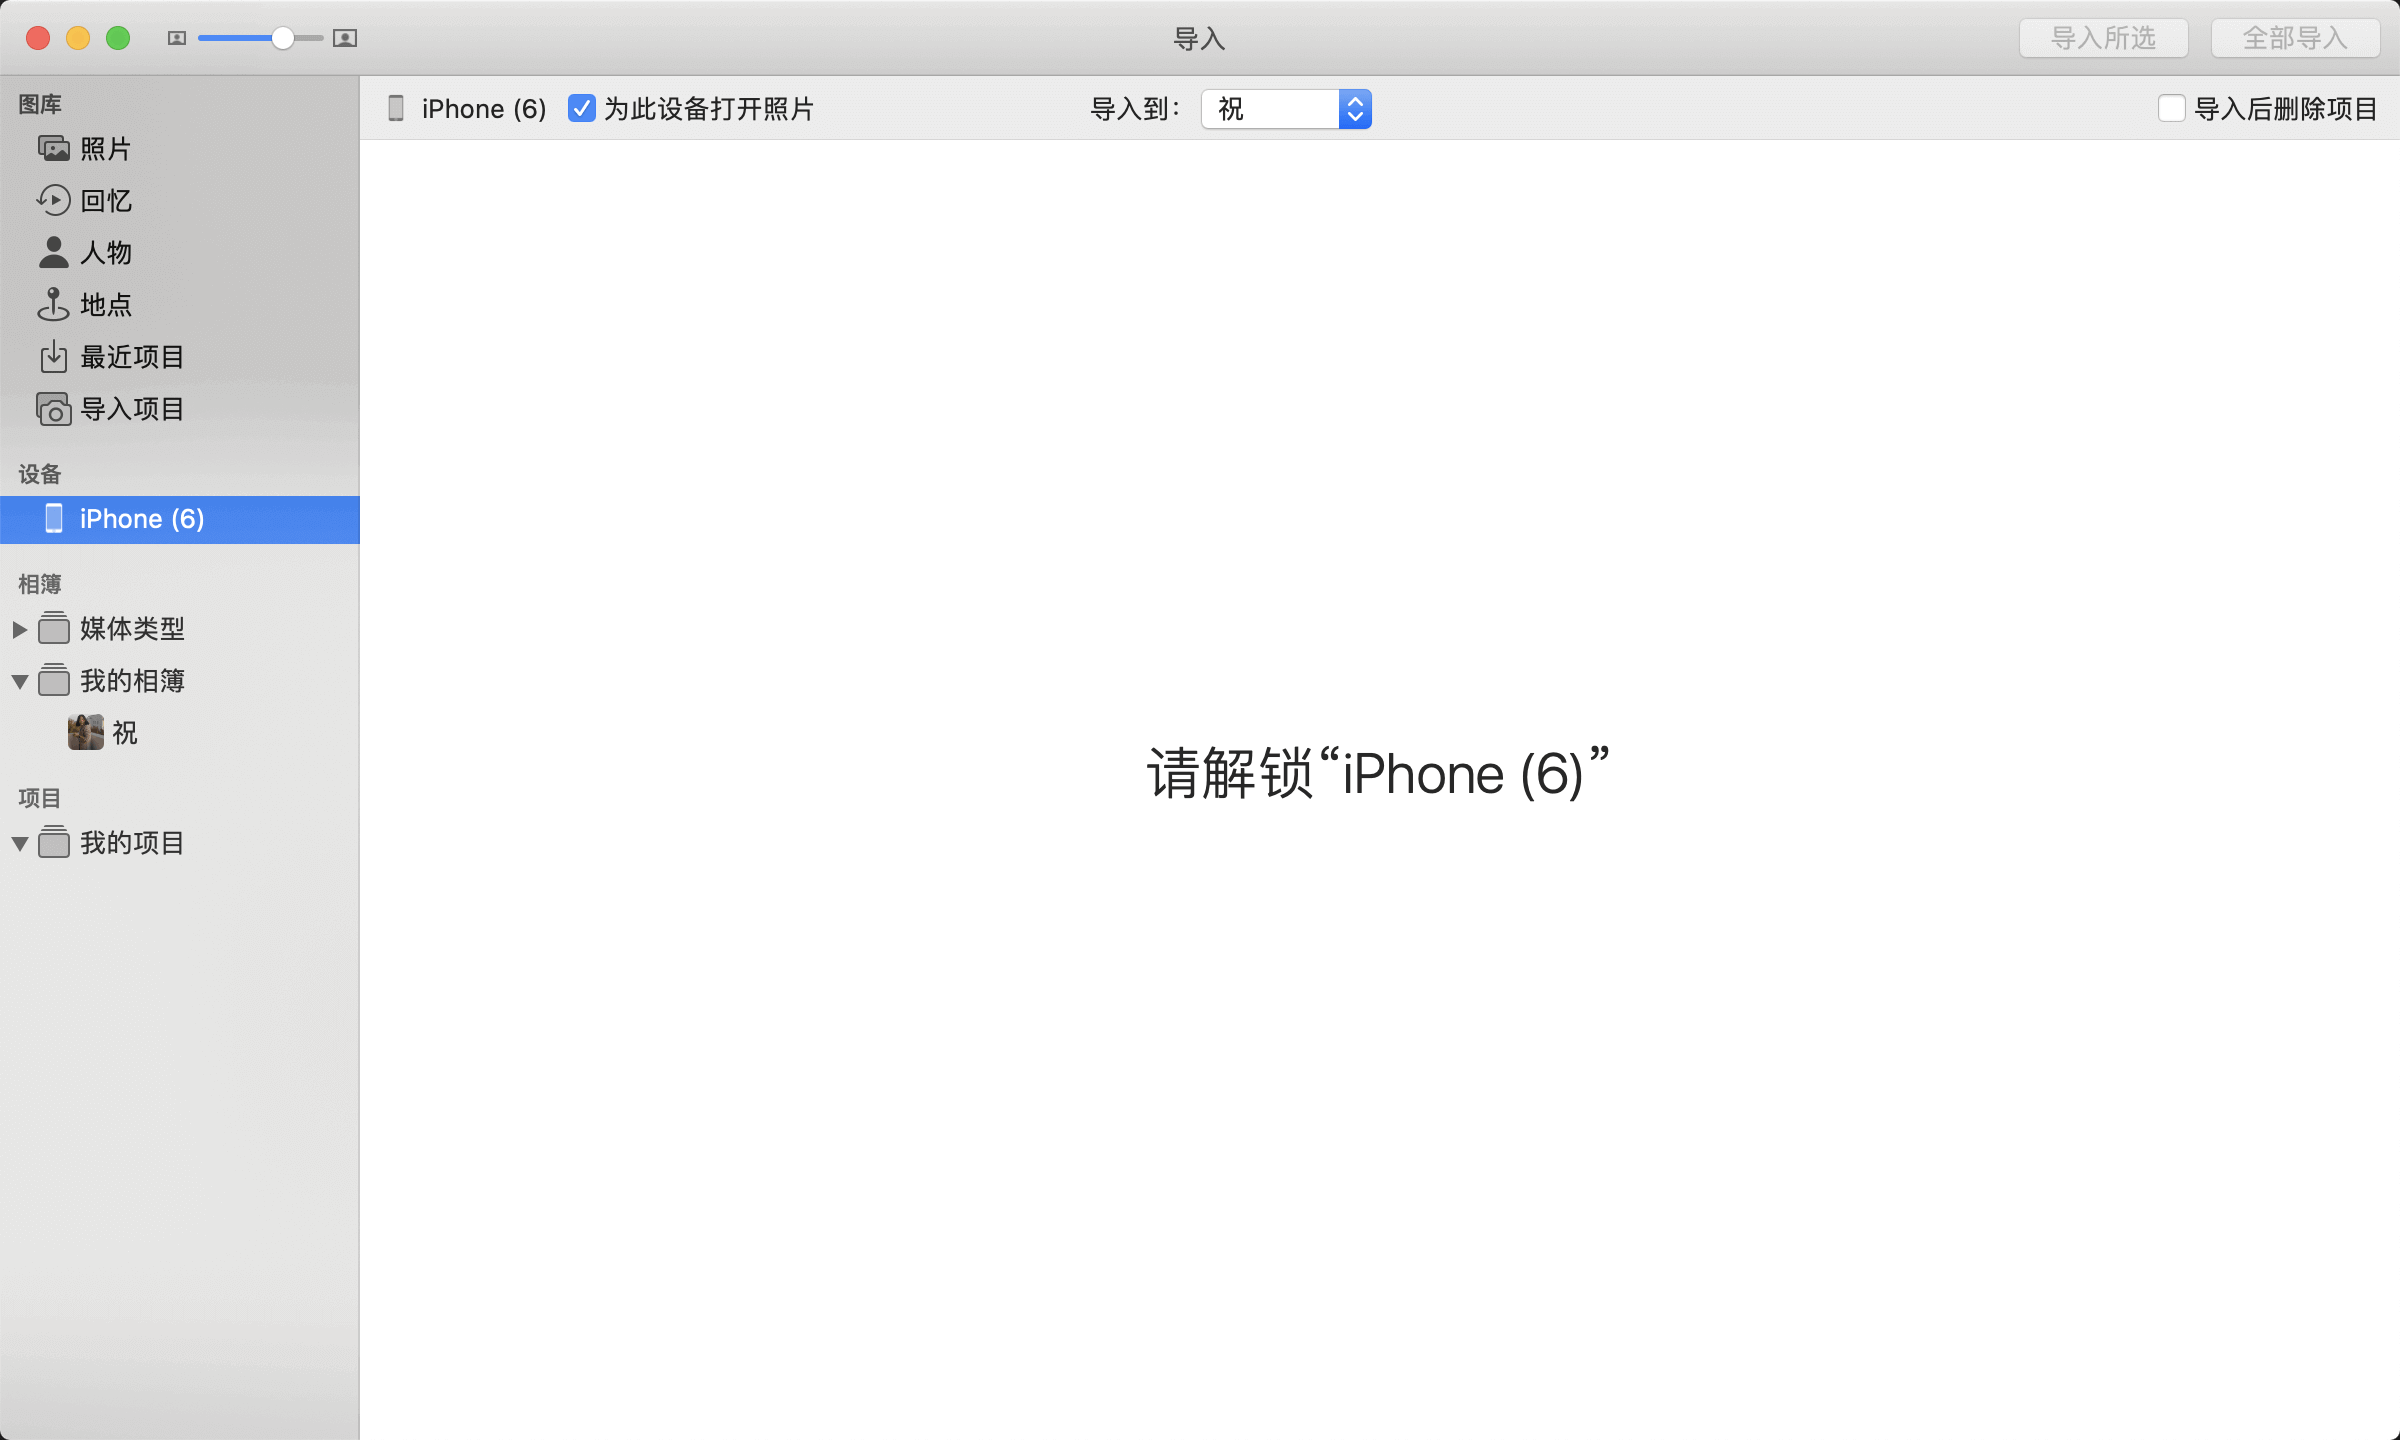 导入
导入所选
全部导入
图库
照片
回忆
人物
地点
最近项目
导入项目
设备
iPhone (6)
相簿
媒体类型
我的相簿
祝
项目
我的项目
iPhone (6)
为此设备打开照片
导入到：
祝
导入后删除项目
请解锁“iPhone (6)”